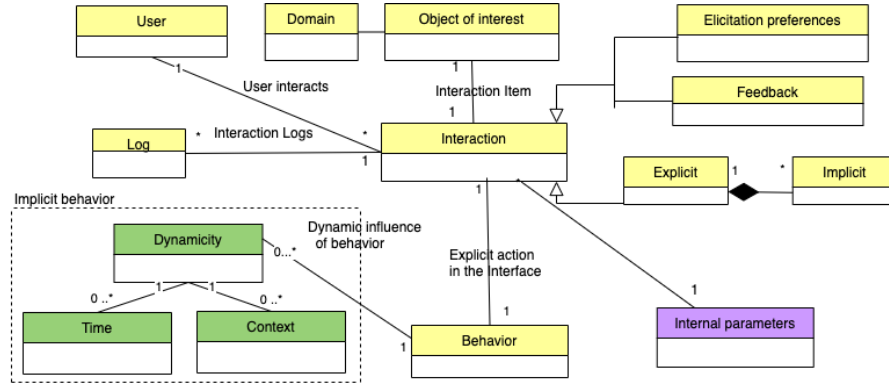 User
Domain
Object of interest
Elicitation preferences
1
1
User interacts
Interaction Item
Feedback
1
Interaction
Log
*
Interaction Logs
*
1
1
*
Explicit
1
*
Implicit
Implicit behavior
Dynamicity
0...*
Dynamic influence
of behavior
Explicit action
in the Interface
1
1
0 ..*
0 ..*
1
1
1
Time
Context
Behavior
Internal parameters